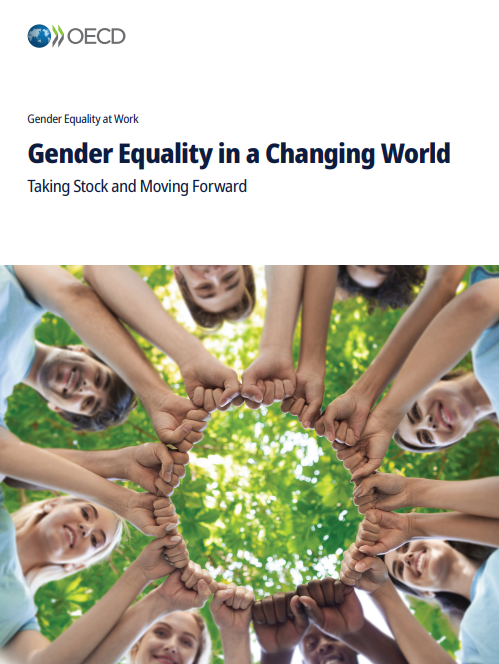 OECD
Gender Equality at Work
Gender Equality in a Changing World
Taking Stock and Moving Forward